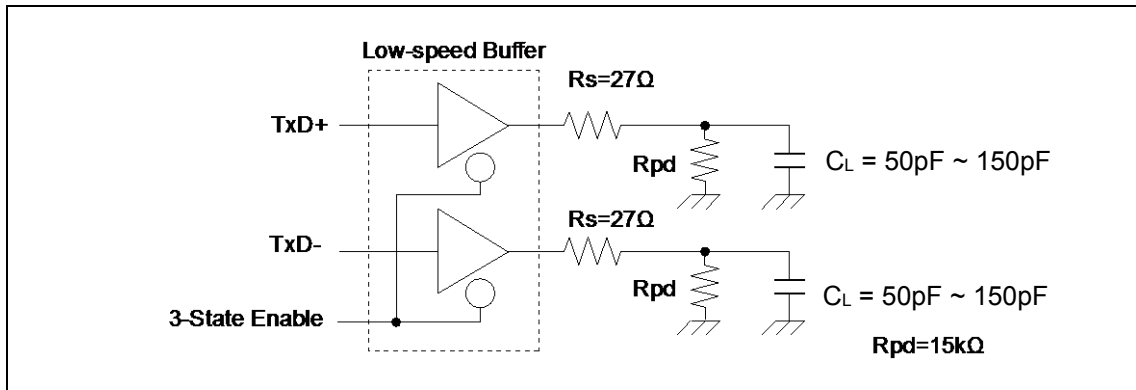 Low-speed Buffer
Rs=27Ω
TxD+
Rpd
CL = 50pF ~ 150pF
Rs=27Ω
TxD-
Rpd
CL = 50pF ~ 150pF
3-State Enable
Rpd=15kΩ